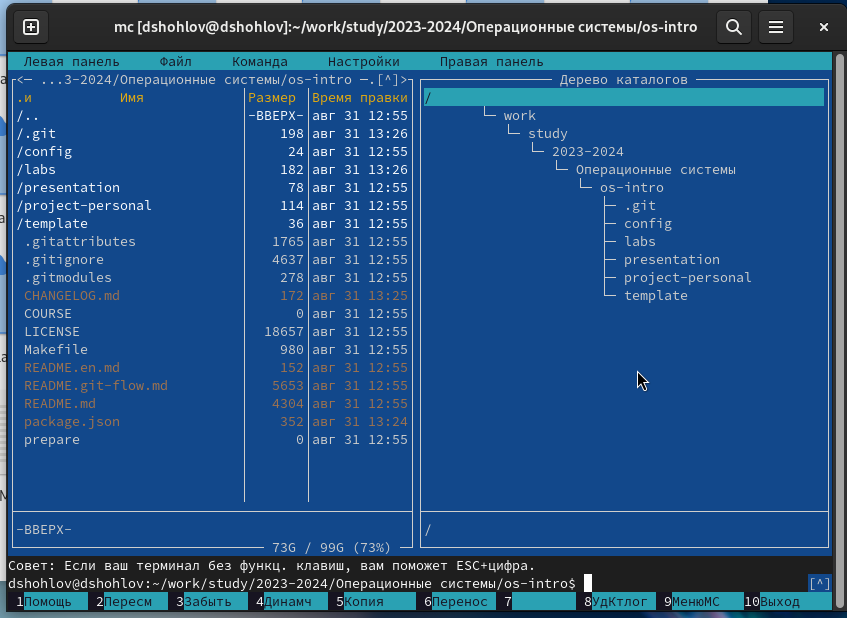 mc [dshohlov@dshohlov]:~/work/study/2023-2024/Операционные системы/os-intro
Левая панель Файл Команда Настройки Правая панель
<─ ...3-2024/Операционные системы/os-intro ─.[^]>
.и Имя Размер Время правки
/.. -ВВЕРХ- авг 31 12:55
/.git 198 авг 31 13:26
/config 24 авг 31 12:55
/labs 182 авг 31 13:26
/presentation 78 авг 31 12:55
/project-personal 114 авг 31 12:55
/template 36 авг 31 12:55
.gitattributes 1765 авг 31 12:55
.gitignore 4637 авг 31 12:55
.gitmodules 278 авг 31 12:55
CHANGELOG.md 172 авг 31 13:25
COURSE 0 авг 31 12:55
LICENSE 18657 авг 31 12:55
Makefile 980 авг 31 12:55
README.en.md 152 авг 31 12:55
README.git-flow.md 5653 авг 31 12:55
README.md 4304 авг 31 12:55
package.json 352 авг 31 13:24
prepare 0 авг 31 12:55
-ВВЕРХ-
73G / 99G (73%)
Дерево каталогов
/
work
study
2023-2024
Операционные системы
os-intro
.git
config
labs
presentation
project-personal
template
/
Совет: Если ваш терминал без функц. клавиш, вам поможет ESC+цифра.
dshohlov@dshohlov:~/work/study/2023-2024/Операционные системы/os-intro$ [^]
1Помощь 2Пересм 3Забыть 4Динамч 5Копия 6Перенос 7 8УдКтлог 9МенюМС 10Выход